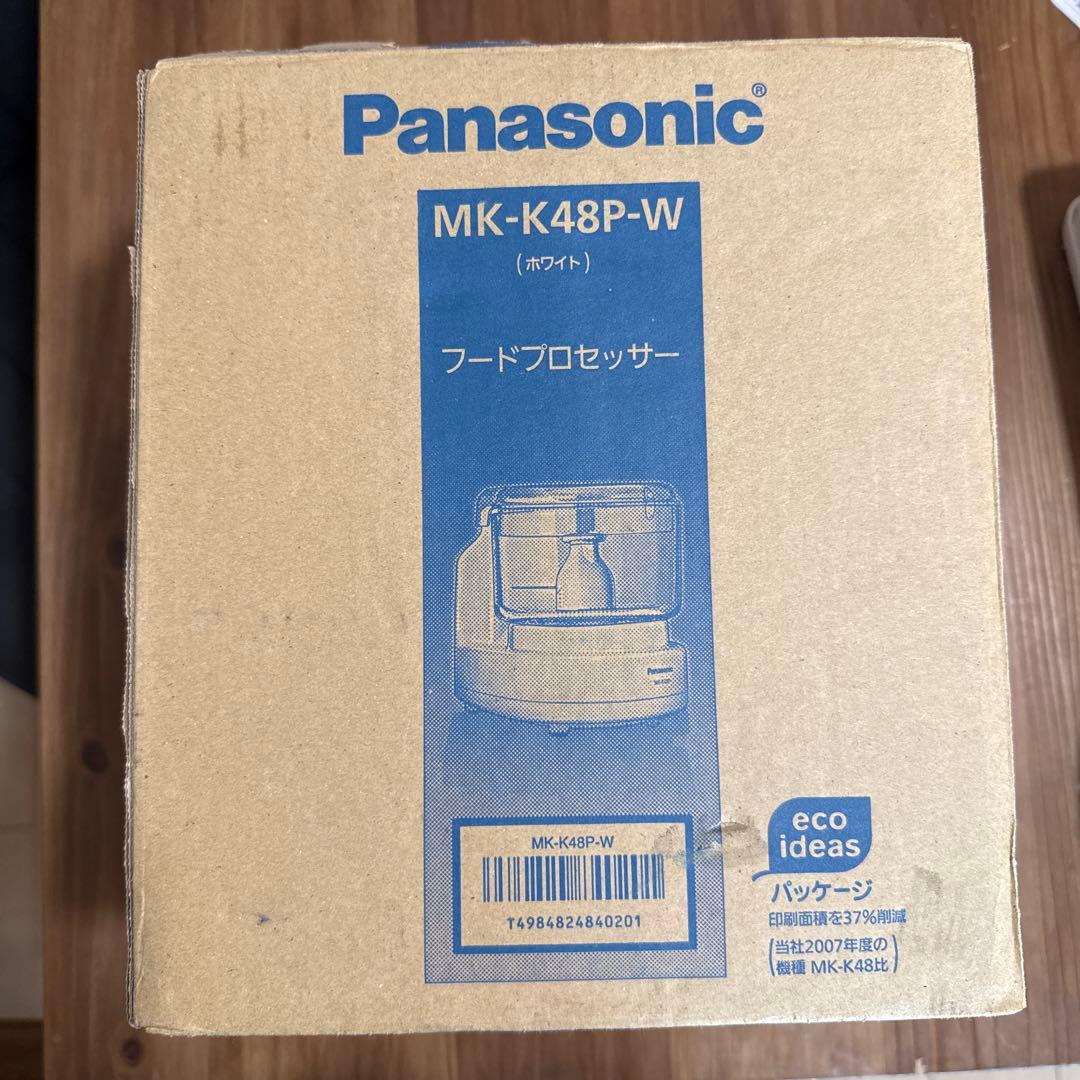 Panasonic®
MK-K48P-W
(ホワイト)
フードプロセッサー
Panasonic
MK-K48P-W
T4984824840201
eco
ideas
パッケージ
印刷面積を37%削減
(当社2007年度の
機種 MK-K48比)